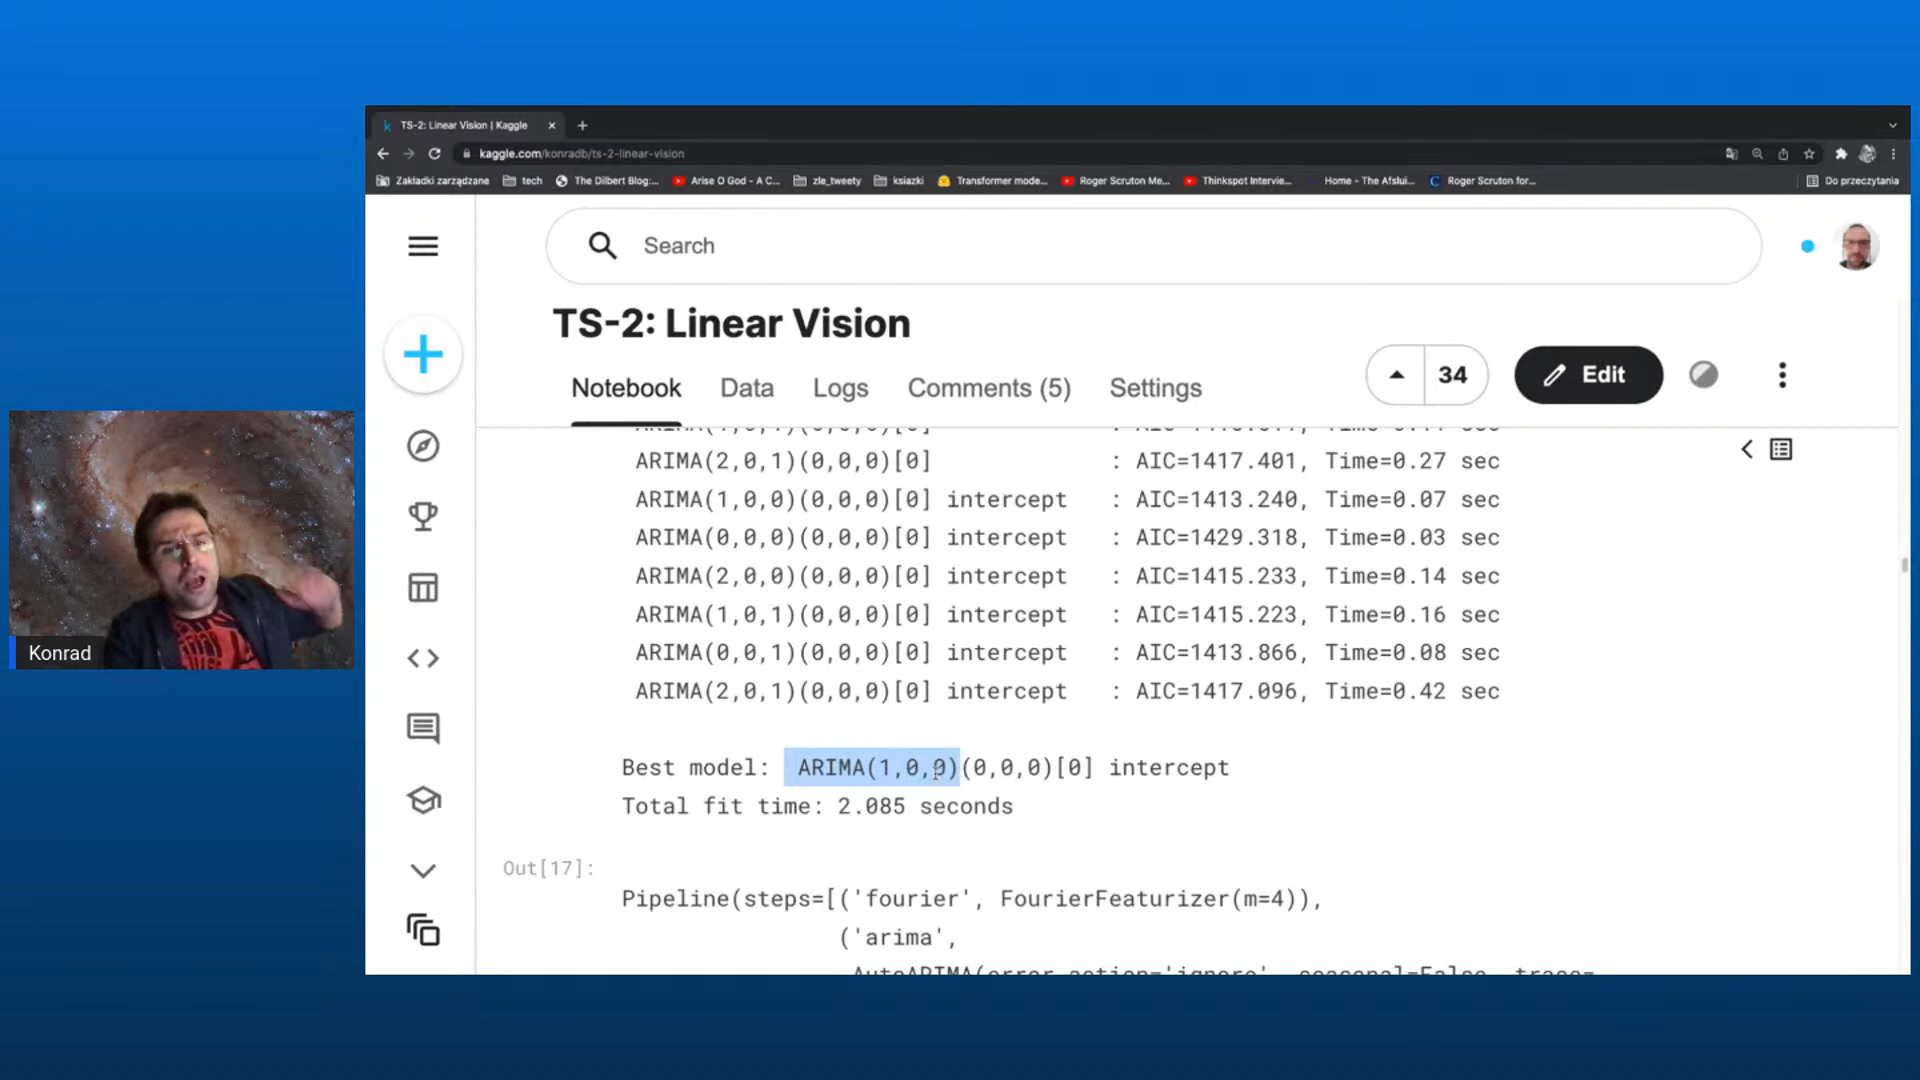 TS-2: Linear Vision | Kaggle
kaggle.com/konradb/ts-2-linear-vision
Zakładki zarządzane tech The Dilbert Blog:... Arise O God - A C... zle_tweety ksiazki Transformer mode... Roger Scruton Me... Thinkspot Intervie... Home - The Afslui... Roger Scruton for... Do przeczytania
Search
TS-2: Linear Vision
Notebook Data Logs Comments (5) Settings
34 Edit
ARIMA(2,0,1)(0,0,0)[0] : AIC=1417.401, Time=0.27 sec
ARIMA(1,0,0)(0,0,0)[0] intercept : AIC=1413.240, Time=0.07 sec
ARIMA(0,0,0)(0,0,0)[0] intercept : AIC=1429.318, Time=0.03 sec
ARIMA(2,0,0)(0,0,0)[0] intercept : AIC=1415.233, Time=0.14 sec
ARIMA(1,0,1)(0,0,0)[0] intercept : AIC=1415.223, Time=0.16 sec
ARIMA(0,0,1)(0,0,0)[0] intercept : AIC=1413.866, Time=0.08 sec
ARIMA(2,0,1)(0,0,0)[0] intercept : AIC=1417.096, Time=0.42 sec
Best model: ARIMA(1,0,0)(0,0,0)[0] intercept
Total fit time: 2.085 seconds
Out[17]:
Pipeline(steps=[('fourier', FourierFeaturizer(m=4)),
('arima',
AutoARIMA(error_action='ignore', seasonal=False, trace=
Konrad